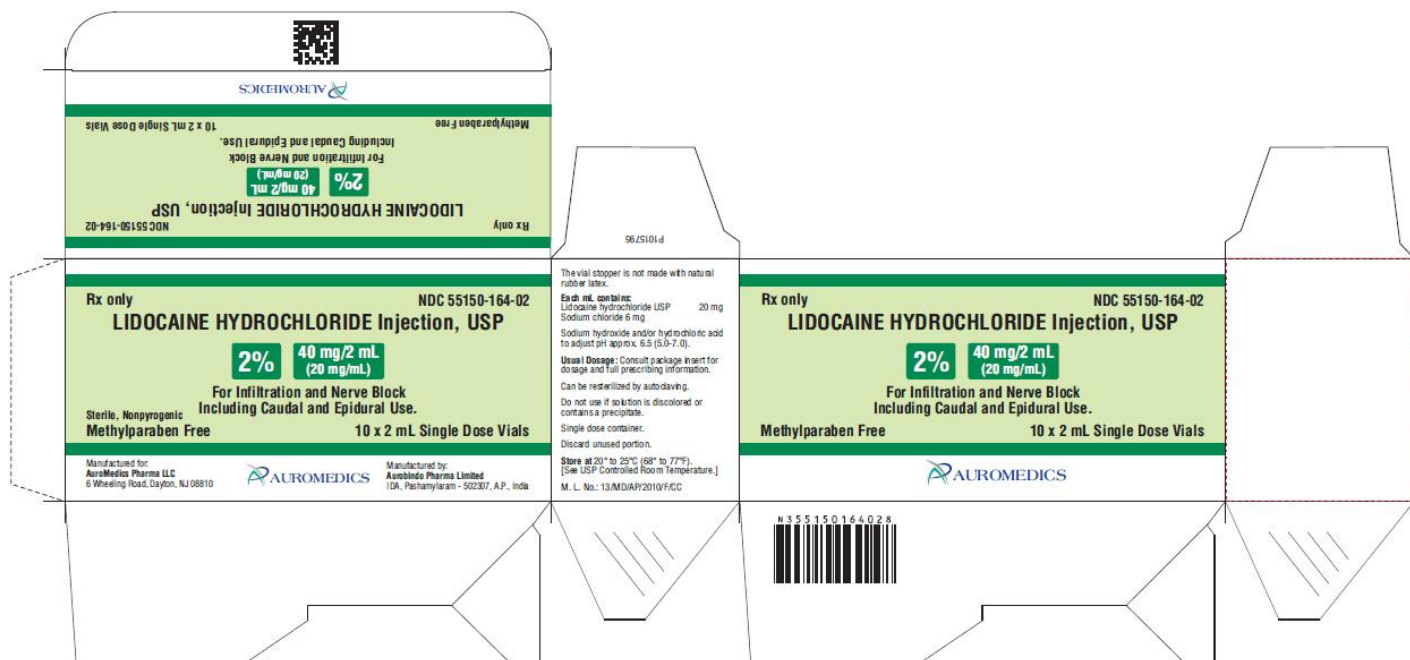 AUROMEDICS
10 x 2 mL Single Dose Vials
Methylparaben Free
Including Caudal and Epidural Use.
For Infiltration and Nerve Block
2%
40 mg/2 mL
(20 mg/mL)
LIDOCAINE HYDROCHLORIDE Injection, USP
NDC 55150-164-02
Rx only
P1015795
Rx only
NDC 55150-164-02
LIDOCAINE HYDROCHLORIDE Injection, USP
2%
40 mg/2 mL
(20 mg/mL)
For Infiltration and Nerve Block
Including Caudal and Epidural Use.
Sterile, Nonpyrogenic
Methylparaben Free
10 x 2 mL Single Dose Vials
Manufactured for:
AuroMedics Pharma LLC
6 Wheeling Road, Dayton, NJ 08810
AUROMEDICS
Manufactured by:
Aurobindo Pharma Limited
IDA, Pashamylaram - 502307, A.P., India
The vial stopper is not made with natural
rubber latex.
Each mL contains:
Lidocaine hydrochloride USP 20 mg
Sodium chloride 6 mg
Sodium hydroxide and/or hydrochloric acid
to adjust pH approx. 6.5 (5.0-7.0).
Usual Dosage: Consult package insert for
dosage and full prescribing information.
Can be resterilized by autoclaving.
Do not use if solution is discolored or
contains a precipitate.
Single dose container.
Discard unused portion.
Store at 20° to 25°C (68° to 77°F).
[See USP Controlled Room Temperature.]
M. L. No.: 13/MD/AP/2010/F/CC
Rx only
NDC 55150-164-02
LIDOCAINE HYDROCHLORIDE Injection, USP
2%
40 mg/2 mL
(20 mg/mL)
For Infiltration and Nerve Block
Including Caudal and Epidural Use.
Methylparaben Free
10 x 2 mL Single Dose Vials
AUROMEDICS
N355150164028